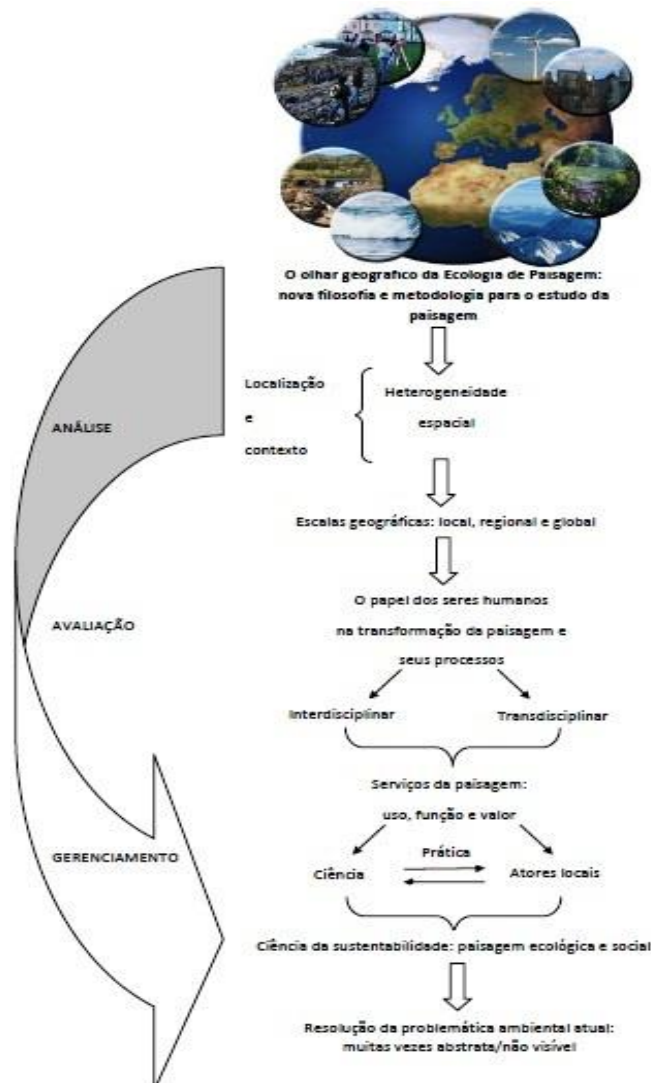 O olhar geográfico da Ecologia de Paisagem:
nova filosofia e metodologia para o estudo da
paisagem
Localização
e
contexto
Heterogeneidade
espacial
ANÁLISE
Escalas geográficas: local, regional e global
O papel dos seres humanos
na transformação da paisagem e
seus processos
AVALIAÇÃO
Interdisciplinar
Transdisciplinar
Serviços da paisagem:
uso, função e valor
GERENCIAMENTO
Prática
Ciência
Atores locais
Ciência da sustentabilidade: paisagem ecológica e social
Resolução da problemática ambiental atual:
muitas vezes abstrata/não visível